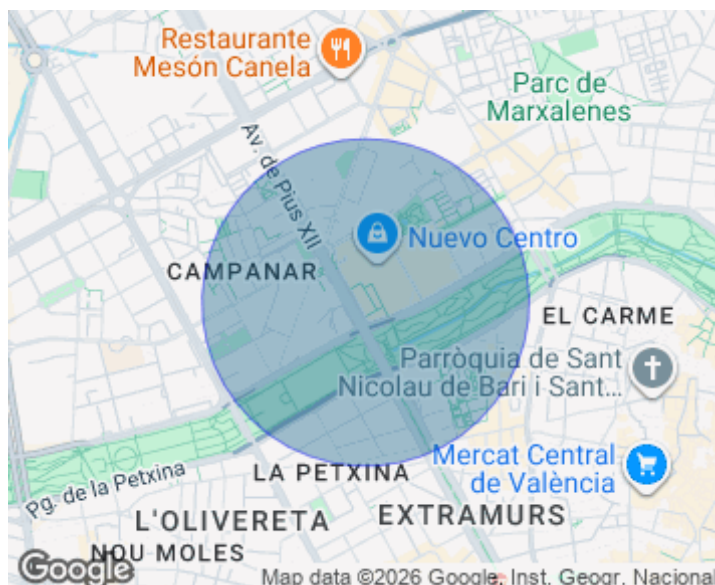 Restaurante
Mesón Canela
Parc de
Marxalenes
Av. de Pius XII
Nuevo Centro
CAMPANAR
EL CARME
Parròquia de Sant
Nicolau de Bari i Sant...
Pg. de la Petxina
LA PETXINA
Mercat Central
de València
L'OLIVERETA
EXTRAMURS
NOU MOLES
Google
Map data ©2026 Google, Inst. Geogr. Nacional